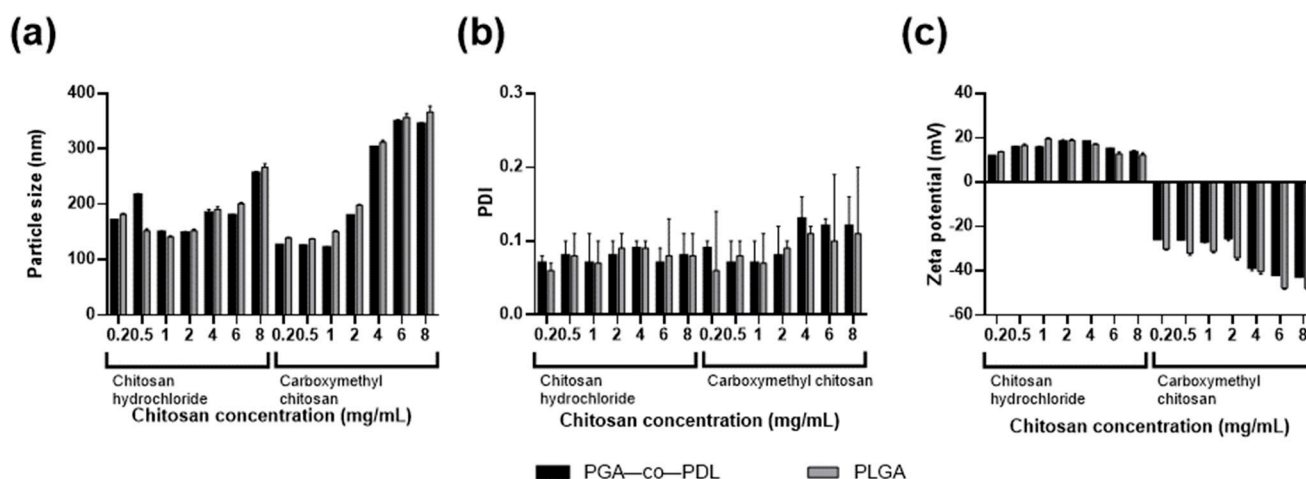 (a)
Particle size (nm)
400
300
200
100
0
0.2 0.5 1 2 4 6 8 0.2 0.5 1 2 4 6 8
Chitosan
hydrochloride
Carboxymethyl
chitosan
Chitosan concentration (mg/mL)
(b)
PDI
0.3
0.2
0.1
0.0
0.2 0.5 1 2 4 6 8 0.2 0.5 1 2 4 6 8
Chitosan
hydrochloride
Carboxymethyl chitosan
Chitosan concentration (mg/mL)
(c)
Zeta potential (mV)
40
20
0
-20
-40
-60
0.2 0.5 1 2 4 6 8 0.2 0.5 1 2 4 6 8
Chitosan
hydrochloride
Carboxymethyl
chitosan
Chitosan concentration (mg/mL)
PGA—co—PDL
PLGA